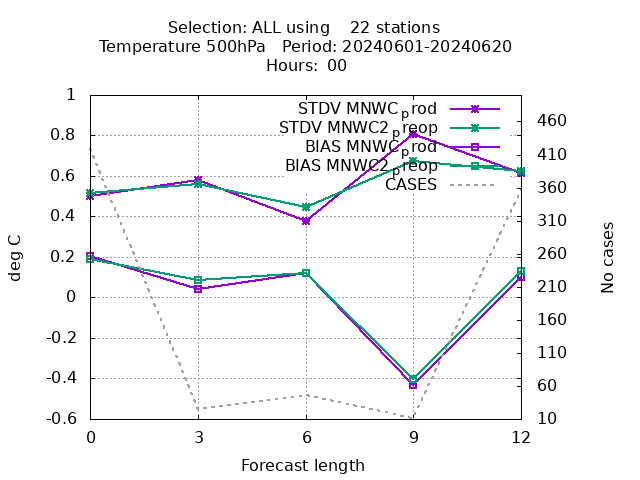 Selection: ALL using    22 stations
Temperature 500hPa   Period: 20240601-20240620
Hours:  00
STDV MNWC_prod
STDV MNWC2_preop
BIAS MNWC_prod
BIAS MNWC2_preop
CASES
1
0.8
0.6
0.4
0.2
0
-0.2
-0.4
-0.6
deg C
460
410
360
310
260
210
160
110
60
10
No cases
0 3 6 9 12
Forecast length